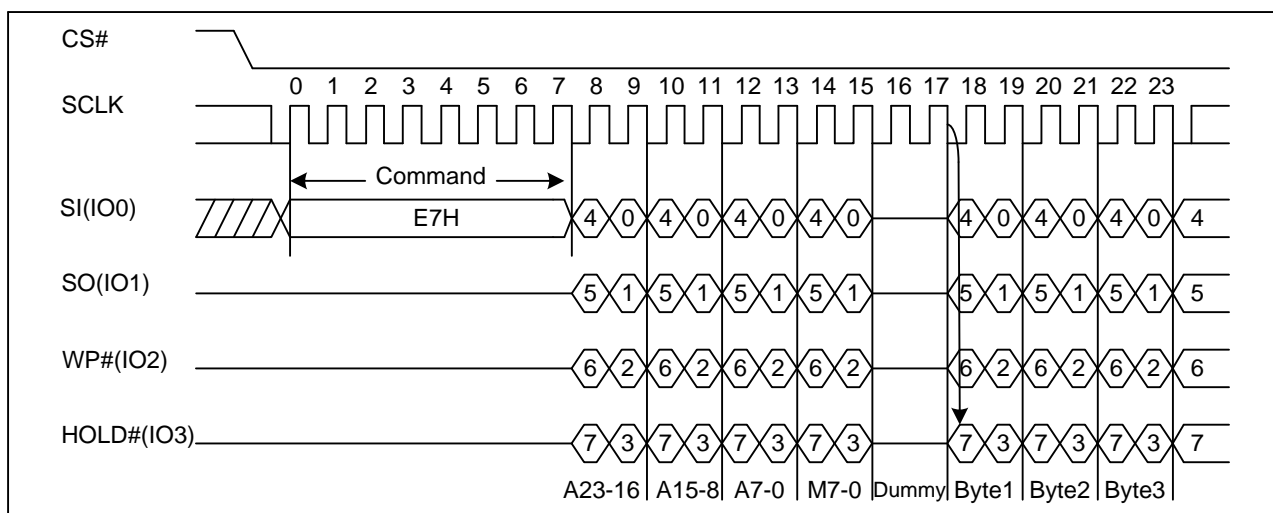 CS#
0 1 2 3 4 5 6 7 8 9 10 11 12 13 14 15 16 17 18 19 20 21 22 23
SCLK
Command
SI(IO0)
E7H
4 0 4 0 4 0 4 0 4 0 4 0 4 0 4
SO(IO1)
5 1 5 1 5 1 5 1 5 1 5 1 5 1 5
WP#(IO2)
6 2 6 2 6 2 6 2 6 2 6 2 6 2 6
HOLD#(IO3)
7 3 7 3 7 3 7 3 7 3 7 3 7 3 7
A23-16 A15-8 A7-0 M7-0 Dummy Byte1 Byte2 Byte3